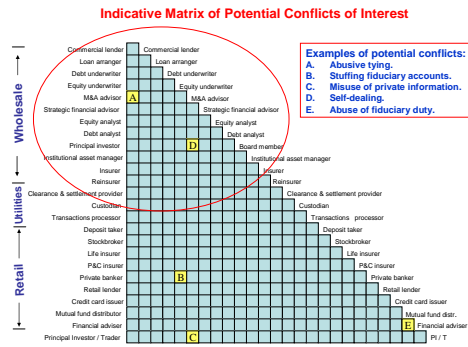 Indicative Matrix of Potential Conflicts of Interest
Examples of potential conflicts:
A. Abusive tying.
B. Stuffing fiduciary accounts.
C. Misuse of private information.
D. Self-dealing.
E. Abuse of fiduciary duty.
Wholesale
Utilities
Retail
Commercial lender Commercial lender
Loan arranger Loan arranger
Debt underwriter Debt underwriter
Equity underwriter Equity underwriter
M&A advisor A M&A advisor
Strategic financial advisor Strategic financial advisor
Equity analyst Equity analyst
Debt analyst Debt analyst
Principal investor D Board member
Institutional asset manager Institutional asset manager
Insurer Insurer
Reinsurer Reinsurer
Clearance & settlement provider Clearance & settlement provider
Custodian Custodian
Transactions processor Transactions processor
Deposit taker Deposit taker
Stockbroker Stockbroker
Life insurer Life insurer
P&C insurer P&C insurer
Private banker B Private banker
Retail lender Retail lender
Credit card issuer Credit card issuer
Mutual fund distributor Mutual fund distr.
Financial adviser E Financial adviser
Principal Investor / Trader C PI / T